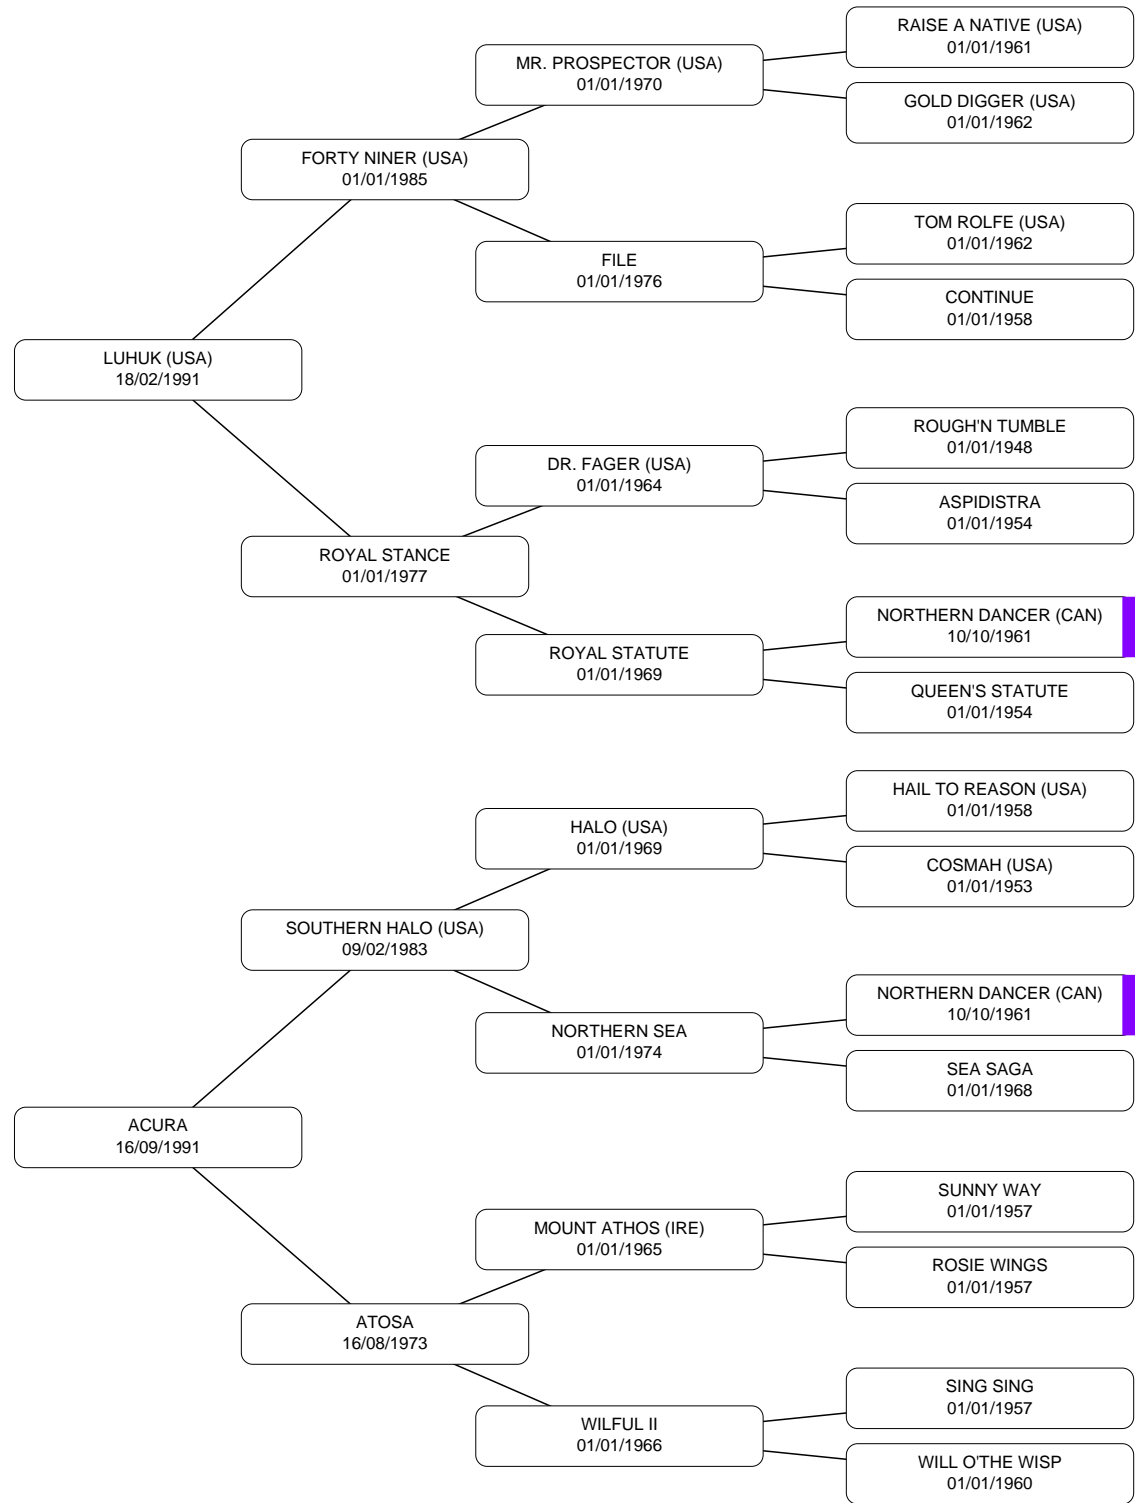 RAISE A NATIVE (USA)
01/01/1961
MR. PROSPECTOR (USA)
01/01/1970
GOLD DIGGER (USA)
01/01/1962
FORTY NINER (USA)
01/01/1985
TOM ROLFE (USA)
01/01/1962
FILE
01/01/1976
CONTINUE
01/01/1958
LUHUK (USA)
18/02/1991
ROUGH'N TUMBLE
01/01/1948
DR. FAGER (USA)
01/01/1964
ASPIDISTRA
01/01/1954
ROYAL STANCE
01/01/1977
NORTHERN DANCER (CAN)
10/10/1961
ROYAL STATUTE
01/01/1969
QUEEN'S STATUTE
01/01/1954
HAIL TO REASON (USA)
01/01/1958
HALO (USA)
01/01/1969
COSMAH (USA)
01/01/1953
SOUTHERN HALO (USA)
09/02/1983
NORTHERN DANCER (CAN)
10/10/1961
NORTHERN SEA
01/01/1974
SEA SAGA
01/01/1968
ACURA
16/09/1991
SUNNY WAY
01/01/1957
MOUNT ATHOS (IRE)
01/01/1965
ROSIE WINGS
01/01/1957
ATOSA
16/08/1973
SING SING
01/01/1957
WILFUL II
01/01/1966
WILL O'THE WISP
01/01/1960